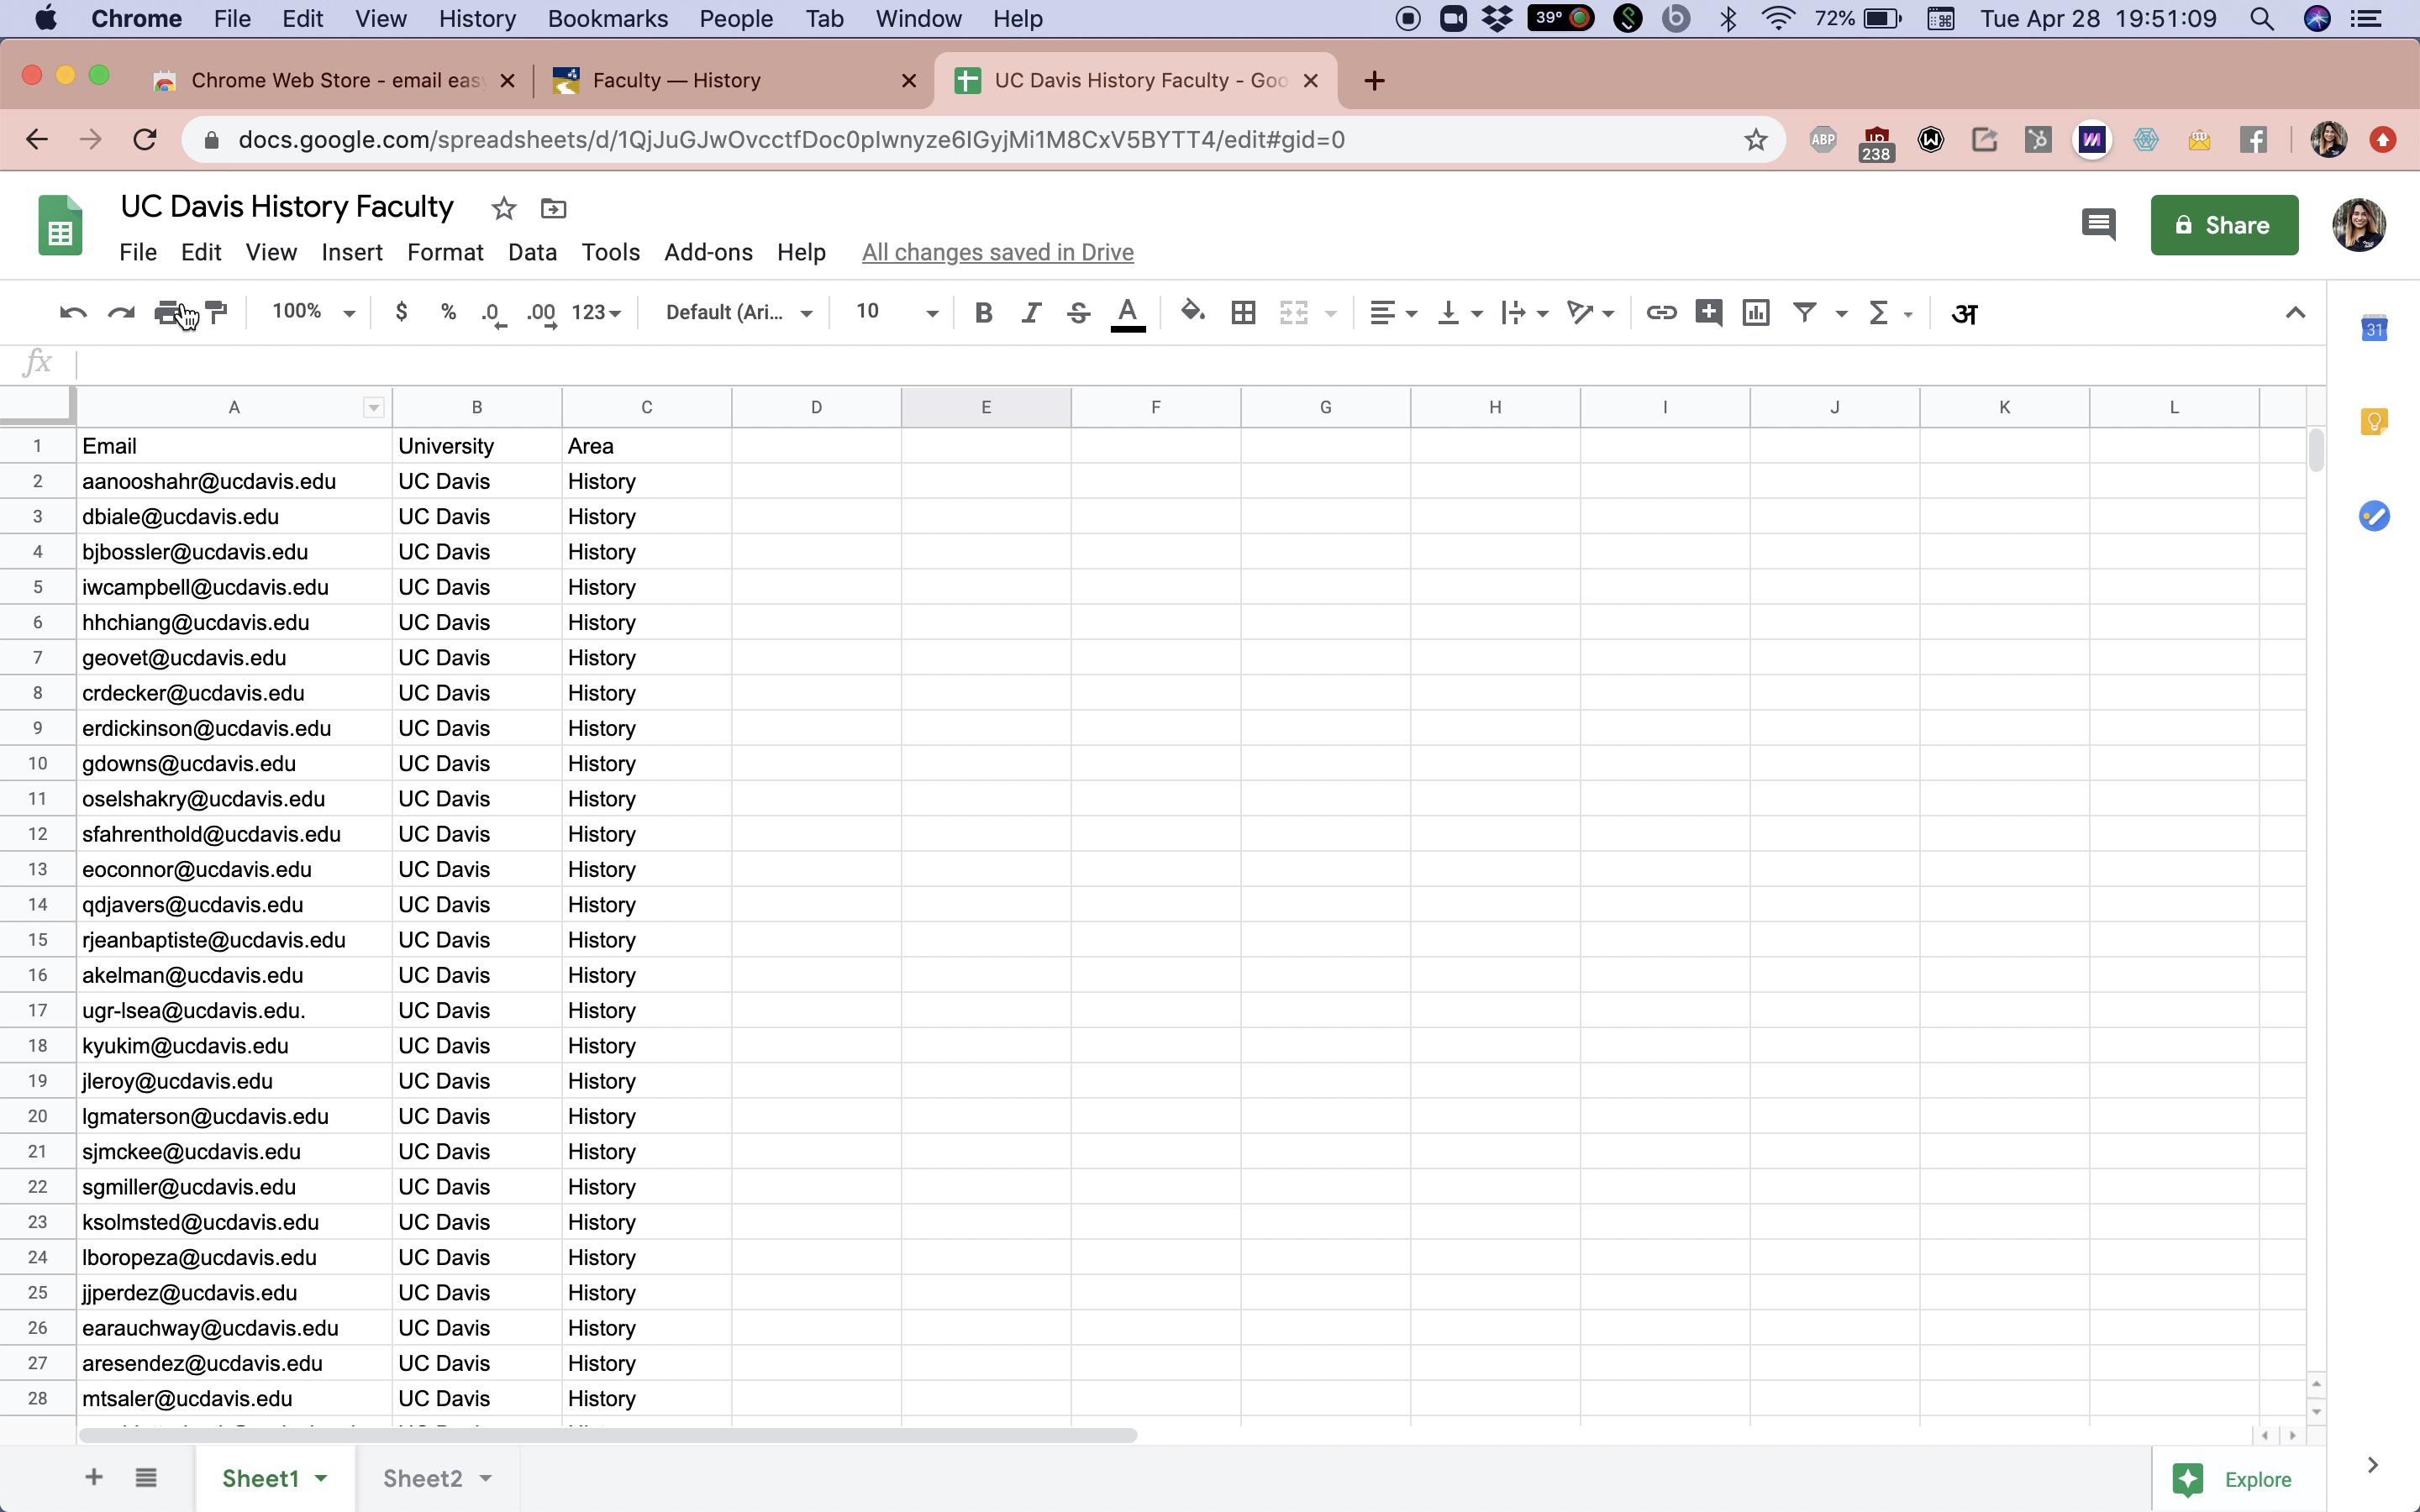 Chrome File Edit View History Bookmarks People Tab Window Help 39° 72% Tue Apr 28 19:51:09
Chrome Web Store - email eas Faculty — History UC Davis History Faculty - Goo
docs.google.com/spreadsheets/d/1QjJuGJwOvcctfDoc0pIwnyze6IGyjMi1M8CxV5BYTT4/edit#gid=0 ABP 238
UC Davis History Faculty
File Edit View Insert Format Data Tools Add-ons Help All changes saved in Drive Share
100% $ % .0 .00 123 Default (Ari... 10 B I S A Σ अ 31
fx
A B C D E F G H I J K L
1 Email University Area
2 aanooshahr@ucdavis.edu UC Davis History
3 dbiale@ucdavis.edu UC Davis History
4 bjbossler@ucdavis.edu UC Davis History
5 iwcampbell@ucdavis.edu UC Davis History
6 hhchiang@ucdavis.edu UC Davis History
7 geovet@ucdavis.edu UC Davis History
8 crdecker@ucdavis.edu UC Davis History
9 erdickinson@ucdavis.edu UC Davis History
10 gdowns@ucdavis.edu UC Davis History
11 oselshakry@ucdavis.edu UC Davis History
12 sfahrenthold@ucdavis.edu UC Davis History
13 eoconnor@ucdavis.edu UC Davis History
14 qdjavers@ucdavis.edu UC Davis History
15 rjeanbaptiste@ucdavis.edu UC Davis History
16 akelman@ucdavis.edu UC Davis History
17 ugr-lsea@ucdavis.edu. UC Davis History
18 kyukim@ucdavis.edu UC Davis History
19 jleroy@ucdavis.edu UC Davis History
20 lgmaterson@ucdavis.edu UC Davis History
21 sjmckee@ucdavis.edu UC Davis History
22 sgmiller@ucdavis.edu UC Davis History
23 ksolmsted@ucdavis.edu UC Davis History
24 lboropeza@ucdavis.edu UC Davis History
25 jjperdez@ucdavis.edu UC Davis History
26 earauchway@ucdavis.edu UC Davis History
27 aresendez@ucdavis.edu UC Davis History
28 mtsaler@ucdavis.edu UC Davis History
Sheet1 Sheet2 Explore